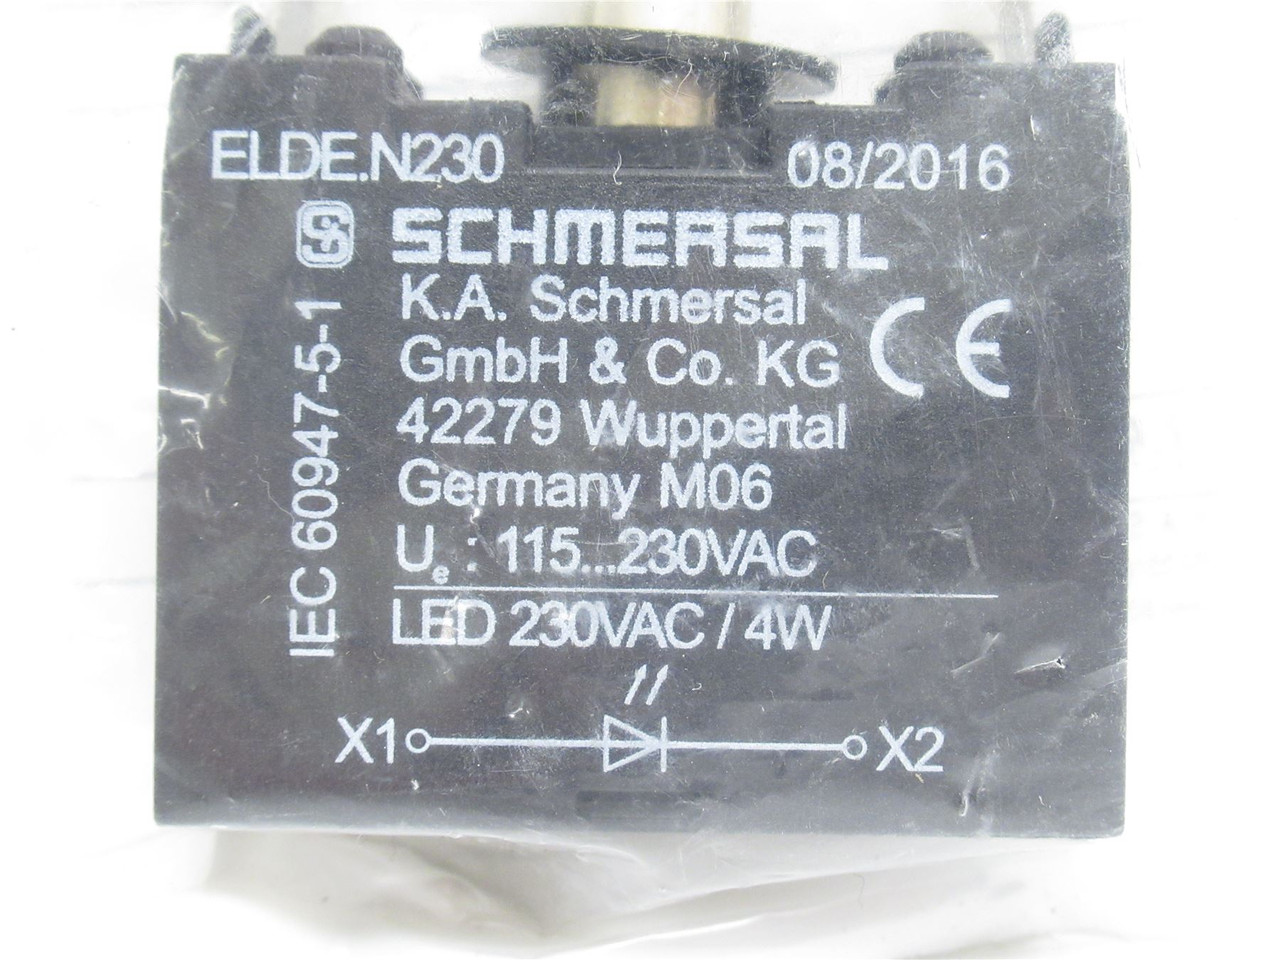 ELDE.N230 08/2016
SCHMERSAL
K.A. Schmersal
GmbH & Co. KG CE
42279 Wuppertal
Germany M06
Ue : 115...230VAC
LED 230VAC / 4W
X1 X2
IEC 60947-5-1